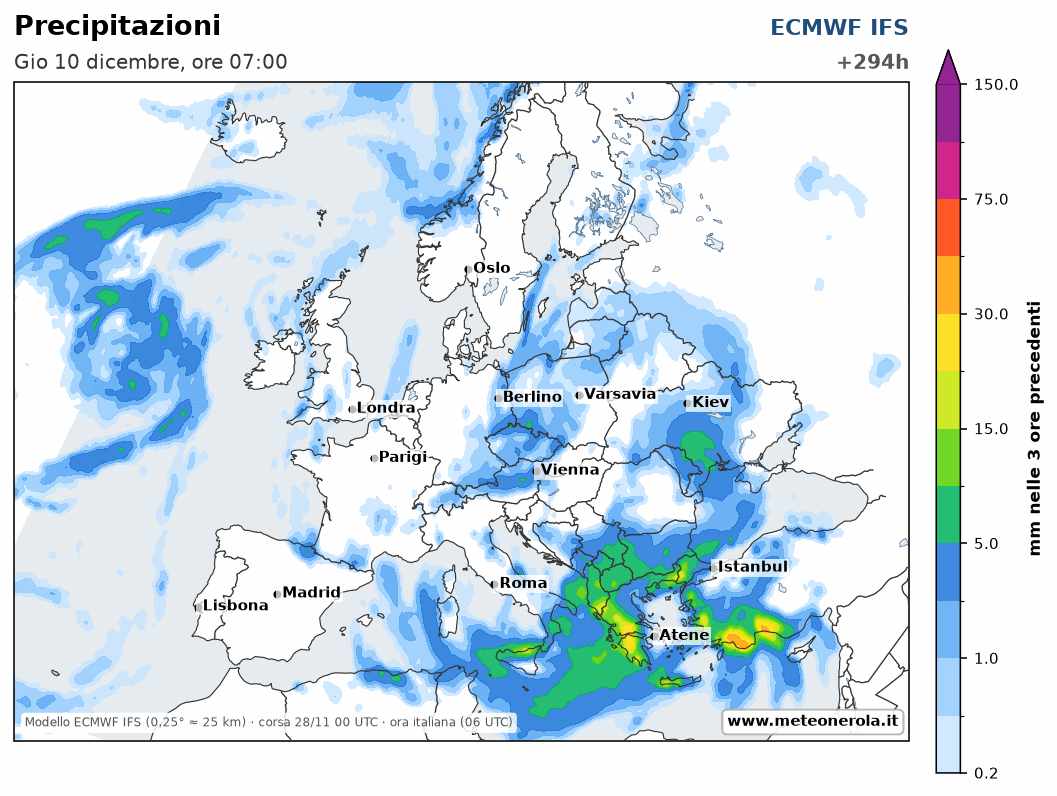 Precipitazioni
ECMWF IFS
Gio 10 dicembre, ore 07:00
+294h
150.0
75.0
30.0
15.0
5.0
1.0
0.2
mm nelle 3 ore precedenti
Oslo
Berlino
Varsavia
Kiev
Londra
Parigi
Vienna
Istanbul
Roma
Madrid
Lisbona
Atene
Modello ECMWF IFS (0,25° ≈ 25 km) · corsa 28/11 00 UTC · ora italiana (06 UTC)
www.meteonerola.it